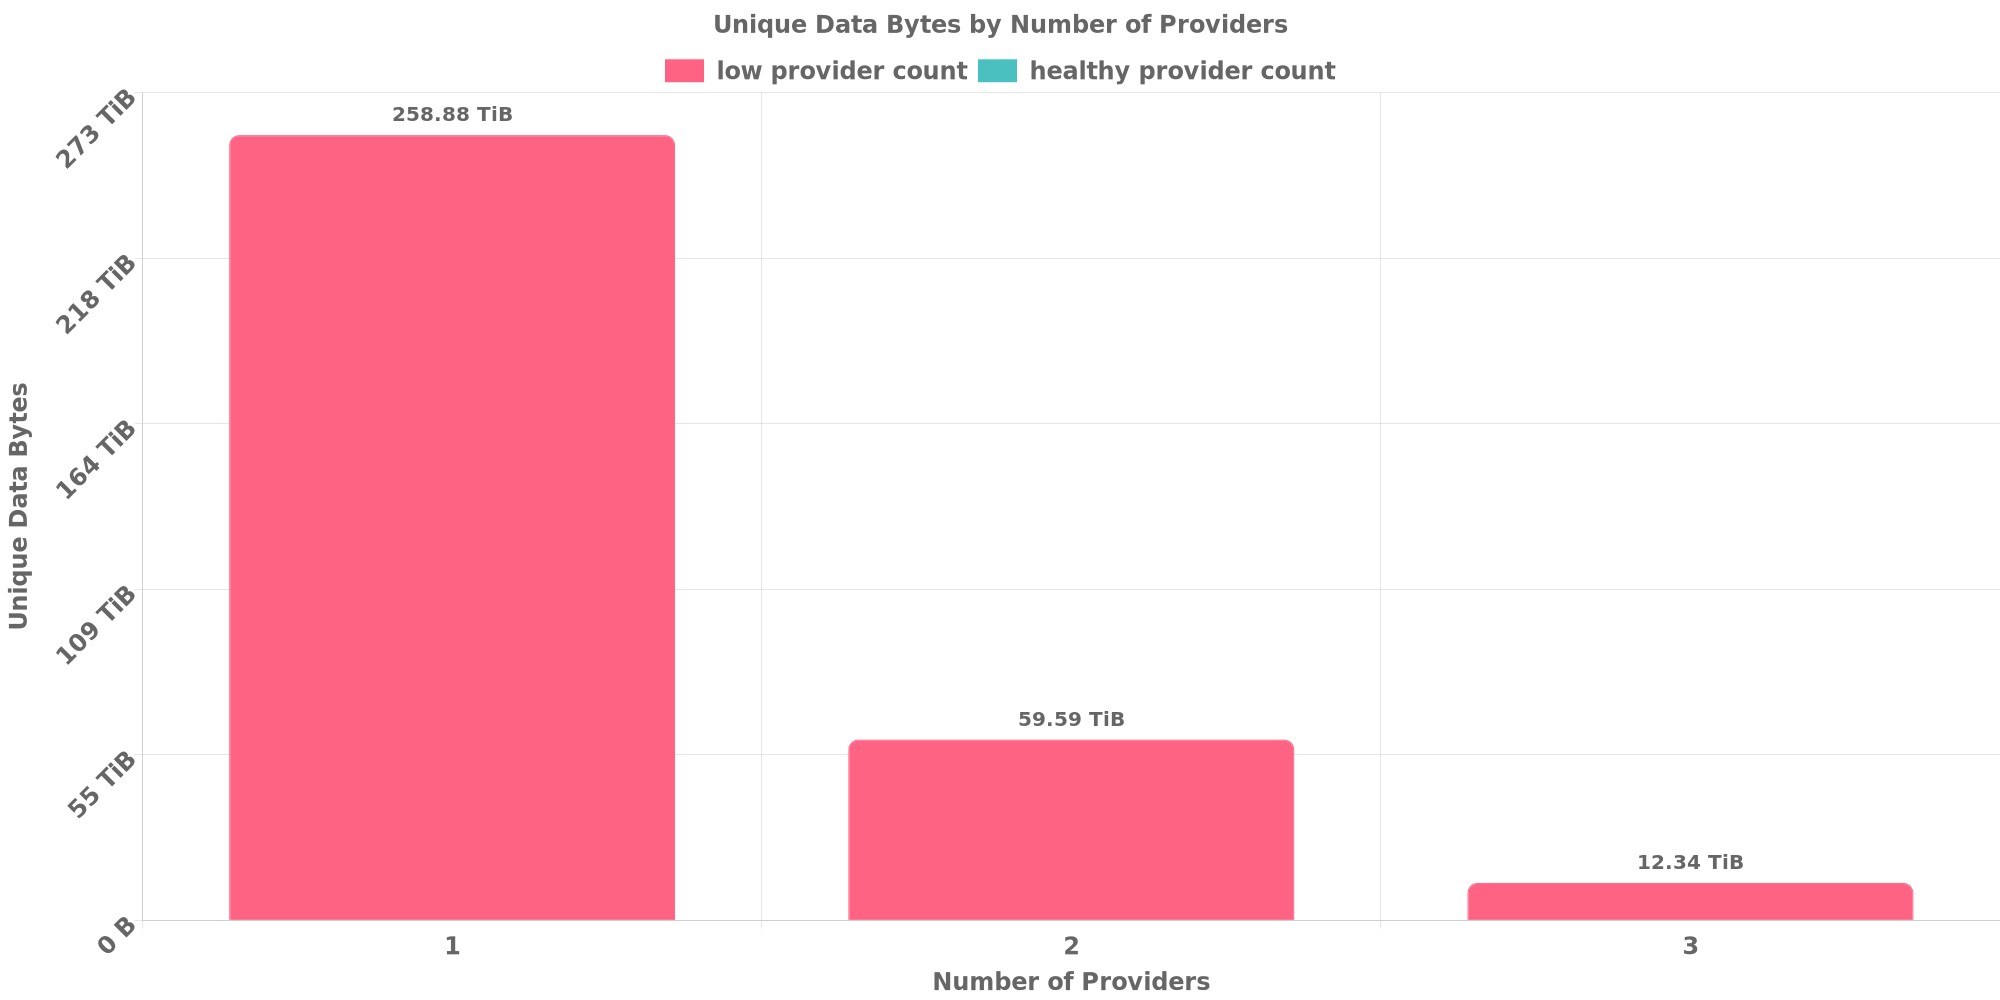 Unique Data Bytes by Number of Providers
low provider count healthy provider count
273 TiB
218 TiB
164 TiB
109 TiB
55 TiB
0 B
Unique Data Bytes
258.88 TiB
59.59 TiB
12.34 TiB
1 2 3
Number of Providers